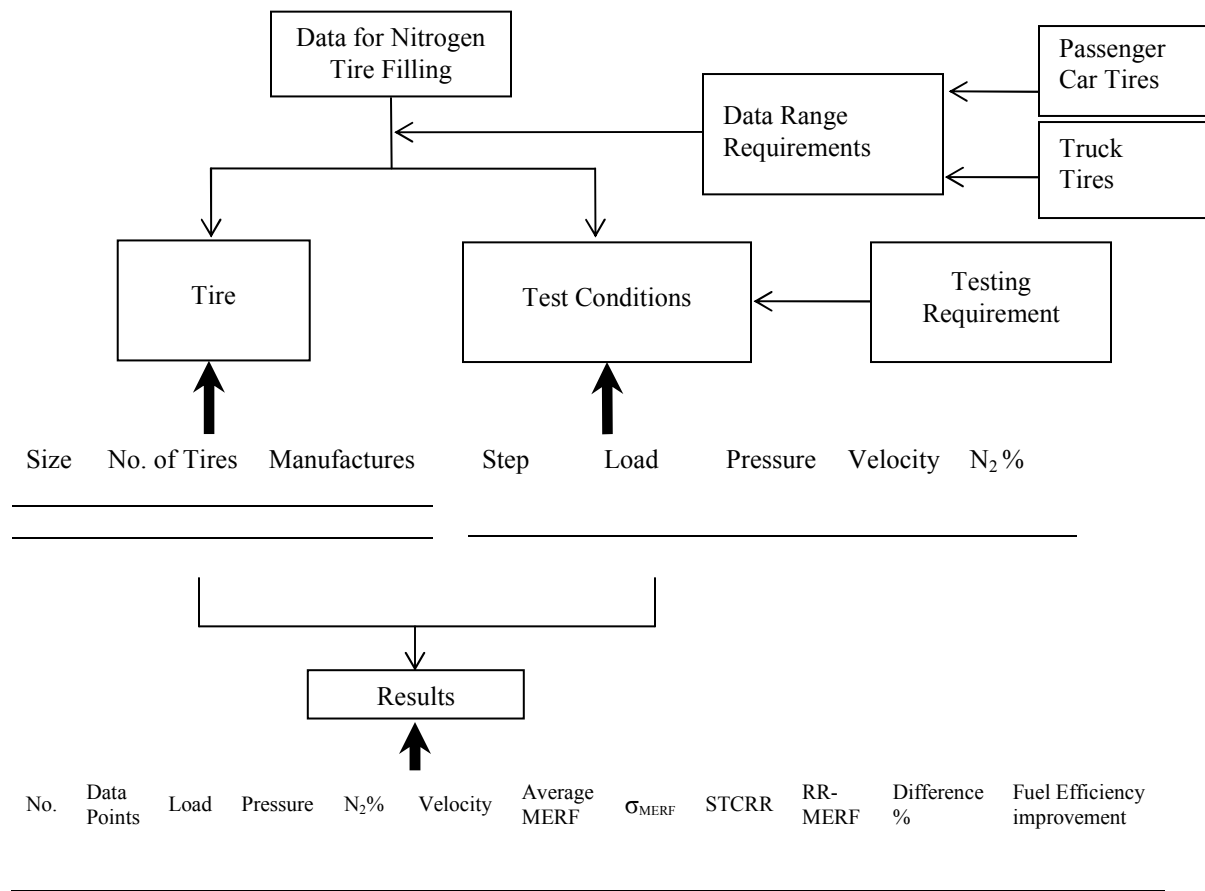 Data for Nitrogen
Tire Filling
Passenger
Car Tires
Data Range
Requirements
Truck
Tires
Tire
Test Conditions
Testing
Requirement
Size No. of Tires Manufactures Step Load Pressure Velocity N₂ %
Results
No. Data
Points Load Pressure N₂% Velocity Average
MERF σMERF STCRR RR-
MERF Difference
% Fuel Efficiency
improvement